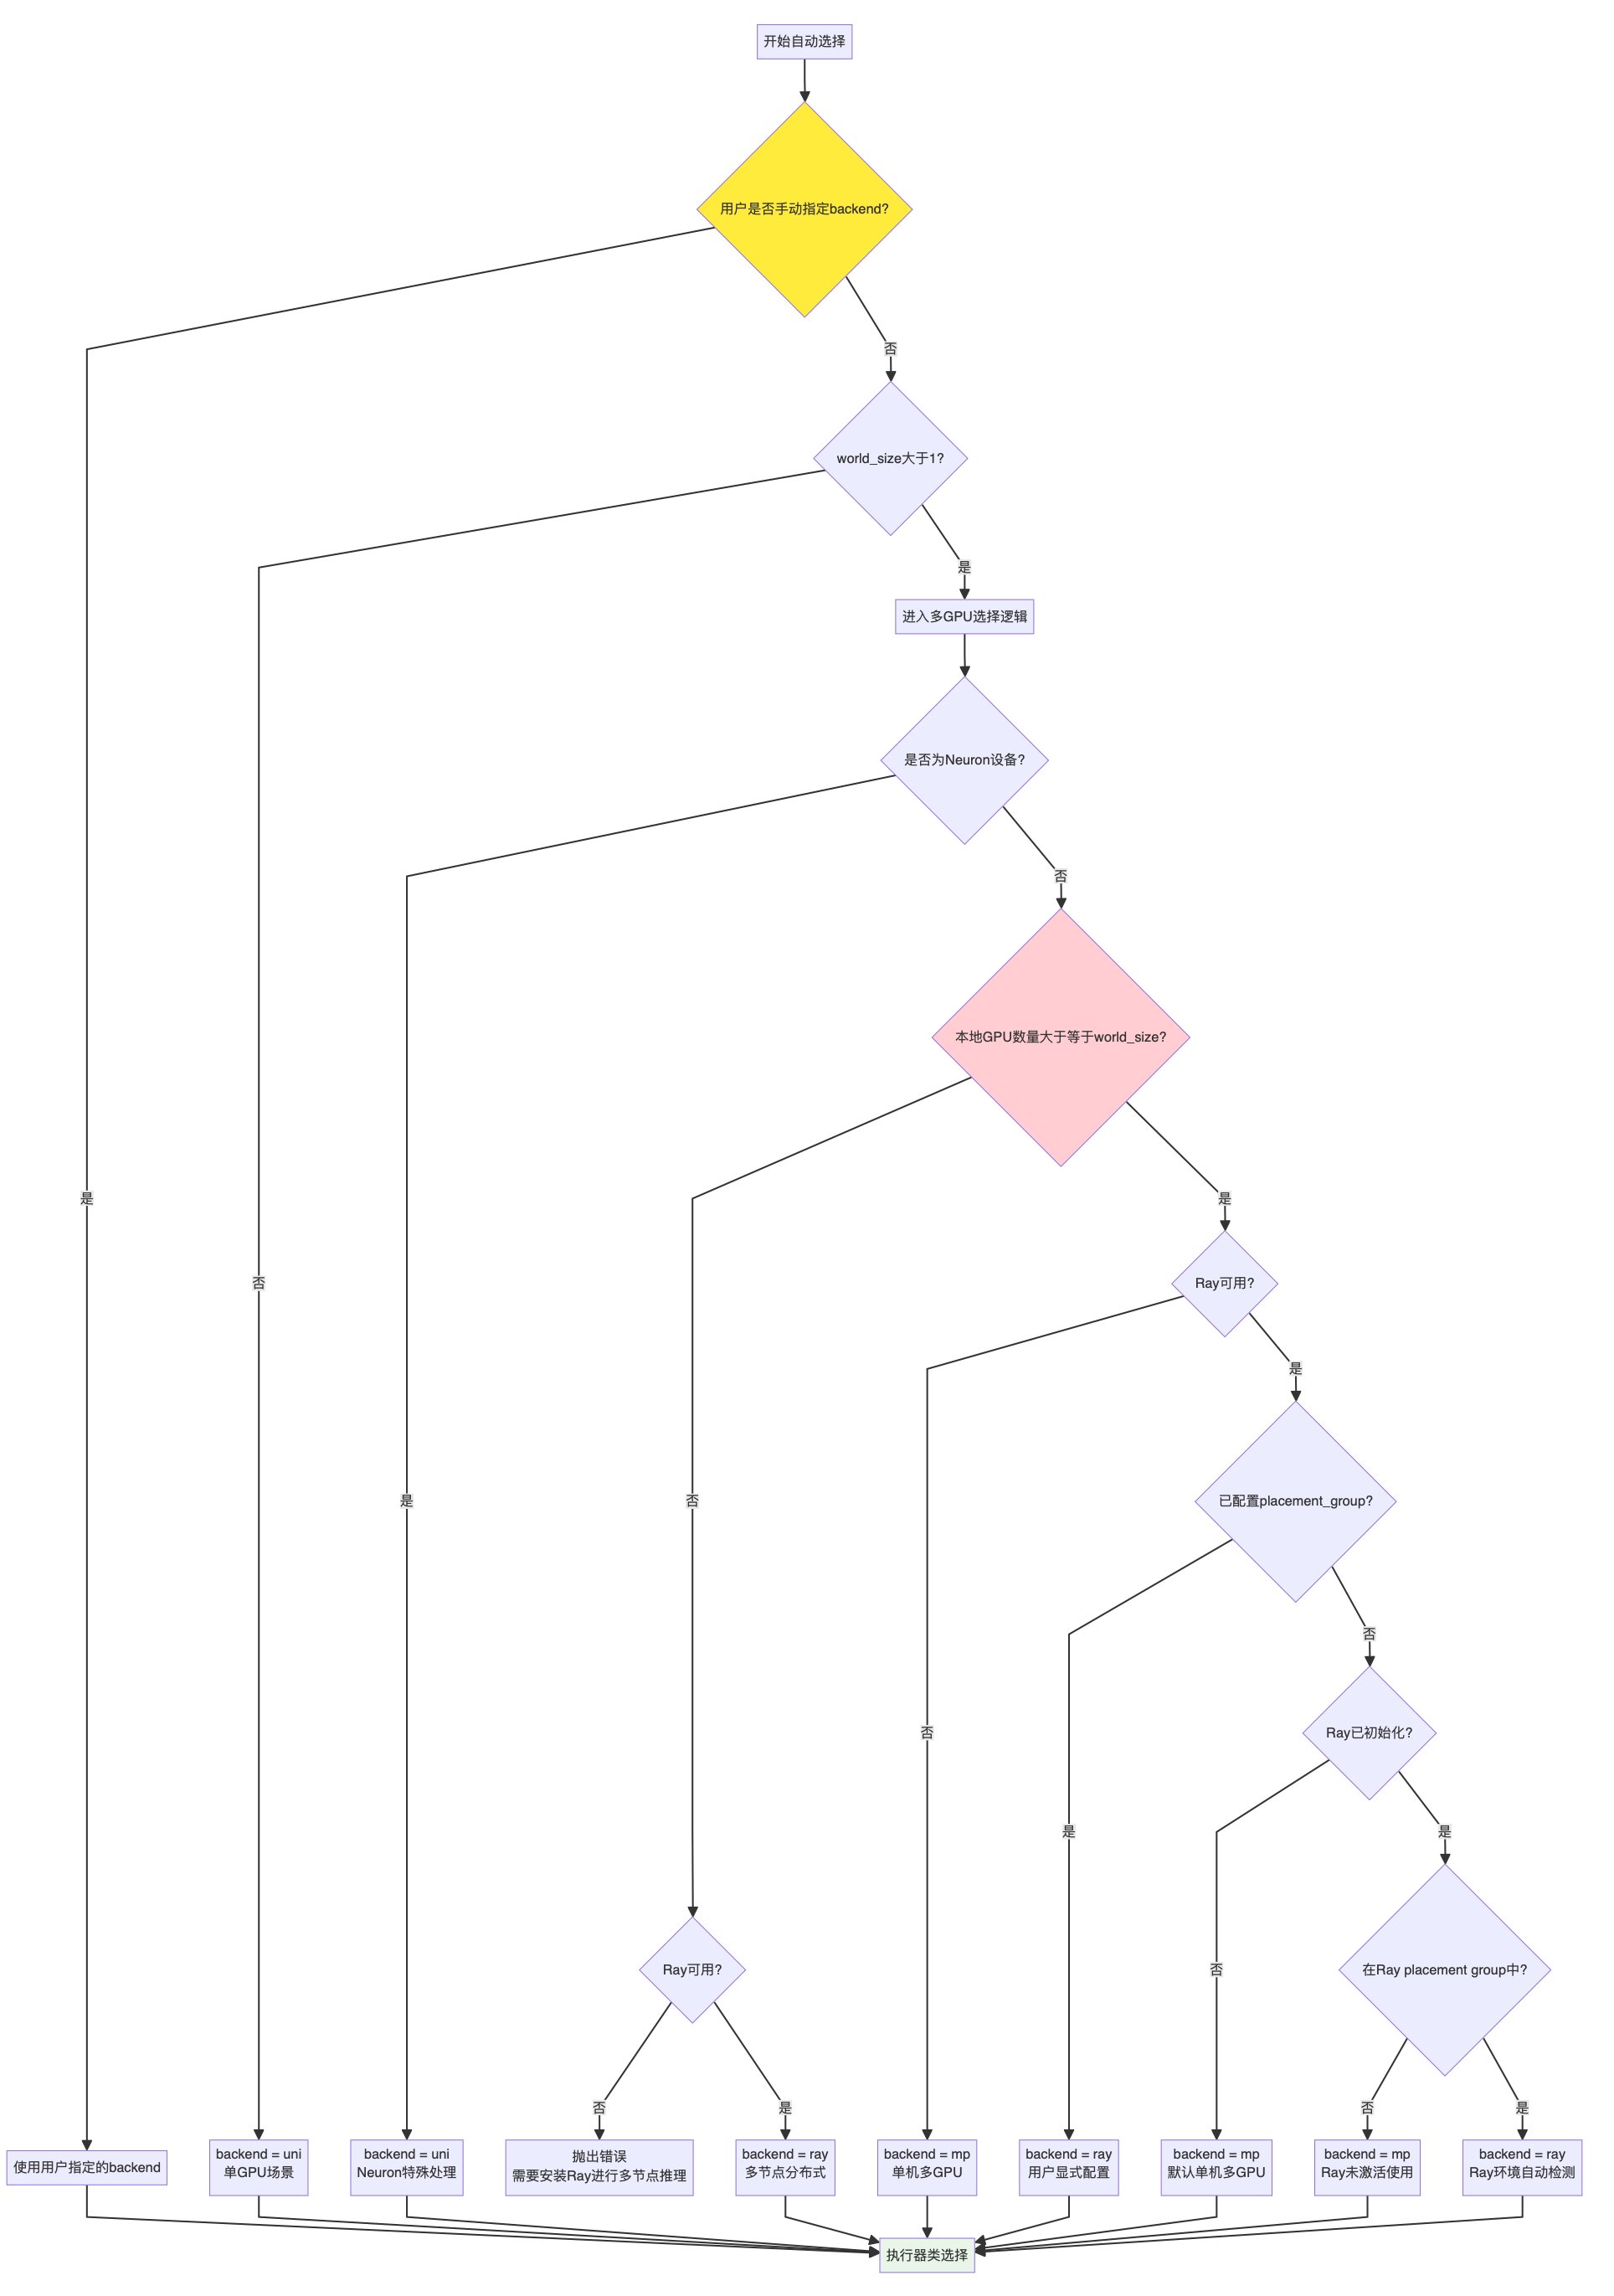 开始自动选择
用户是否手动指定backend?
否
world_size大于1?
是
进入多GPU选择逻辑
是否为Neuron设备?
否
本地GPU数量大于等于world_size?
是
是
Ray可用?
否
是
已配置placement_group?
是
否
否
Ray已初始化?
否
是
是
否
Ray可用?
在Ray placement group中?
否
是
否
是
使用用户指定的backend
backend = uni
单GPU场景
backend = uni
Neuron特殊处理
抛出错误
需要安装Ray进行多节点推理
backend = ray
多节点分布式
backend = mp
单机多GPU
backend = ray
用户显式配置
backend = mp
默认单机多GPU
backend = mp
Ray未激活使用
backend = ray
Ray环境自动检测
执行器类选择